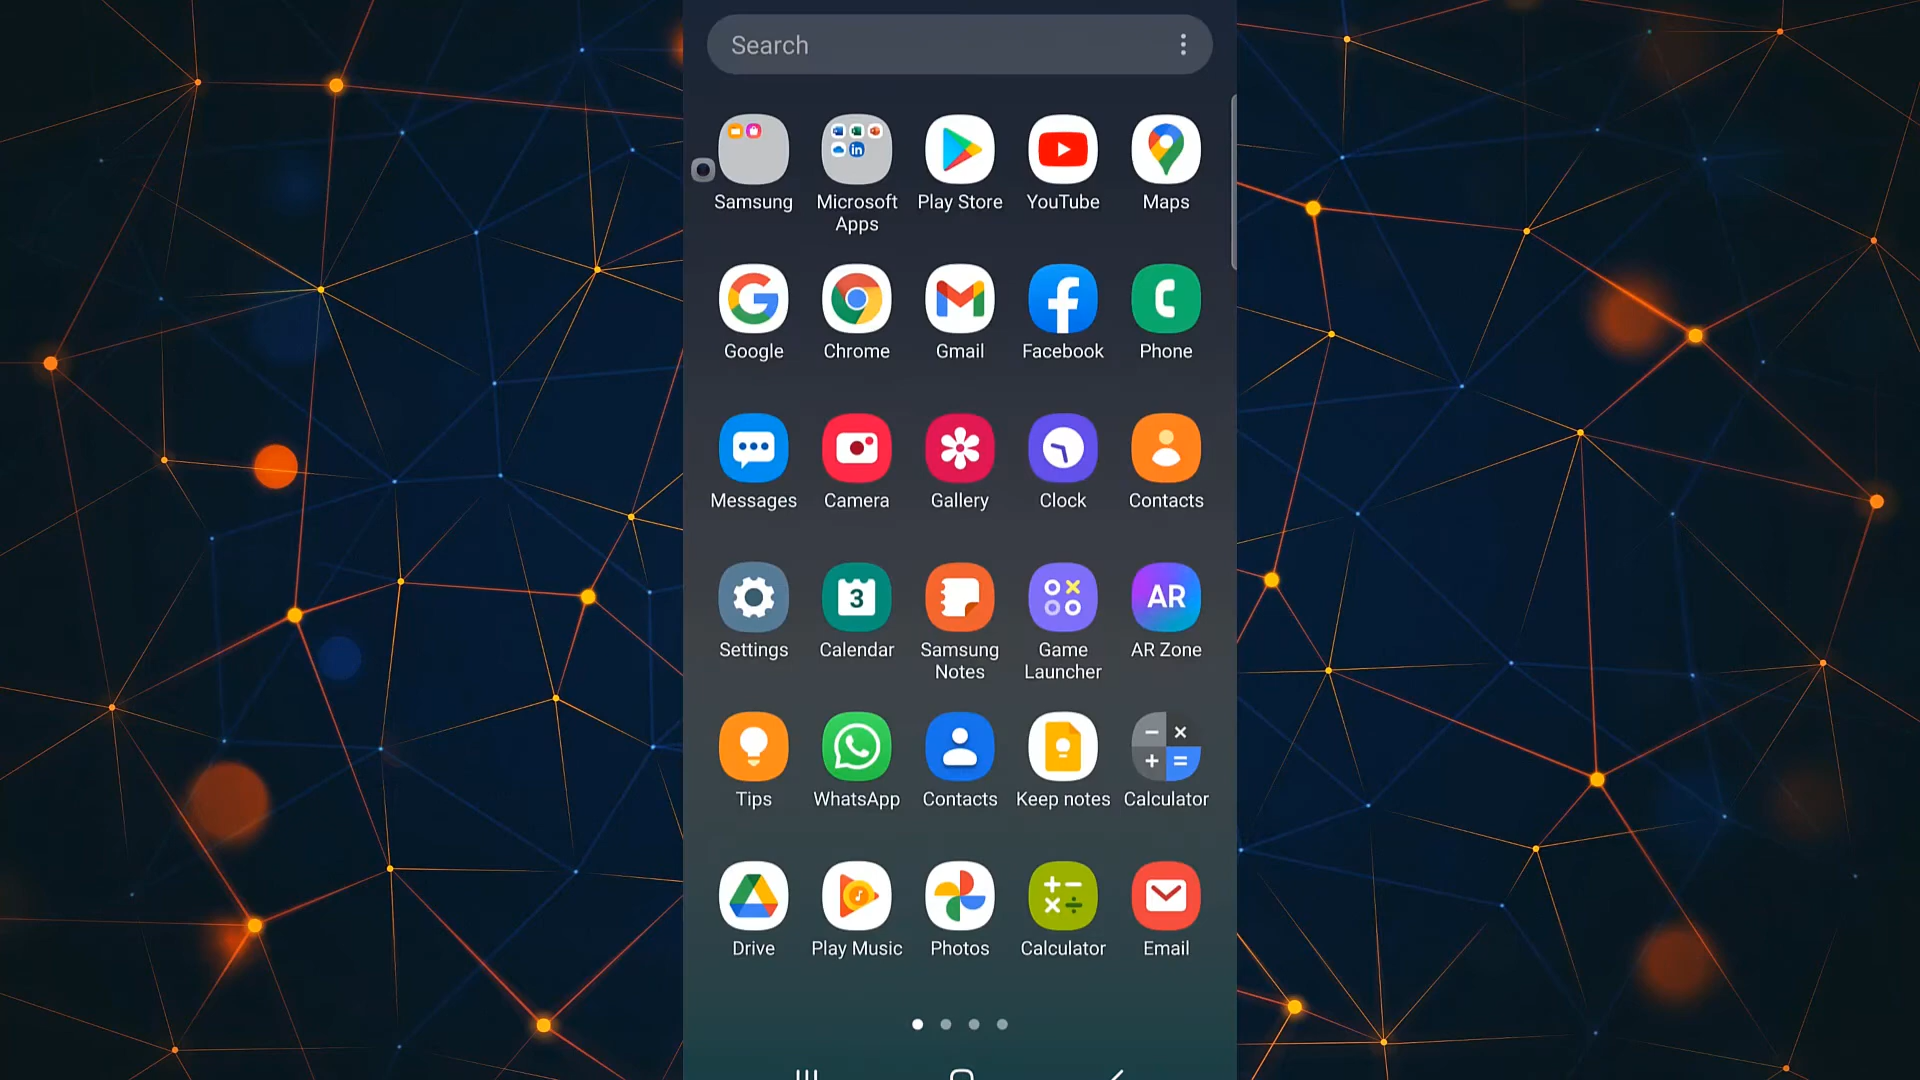 Search
Samsung
Microsoft
Apps
Play Store
YouTube
Maps
Google
Chrome
Gmail
Facebook
Phone
Messages
Camera
Gallery
Clock
Contacts
3
AR
Settings
Calendar
Samsung
Notes
Game
Launcher
AR Zone
Tips
WhatsApp
Contacts
Keep notes
Calculator
Drive
Play Music
Photos
Calculator
Email